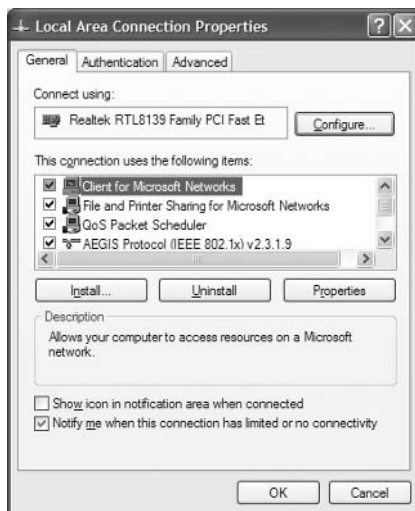 Local Area Connection Properties
General Authentication Advanced
Connect using:
Realtek RTL8139 Family PCI Fast Et
Configure...
This connection uses the following items:
Client for Microsoft Networks
File and Printer Sharing for Microsoft Networks
QoS Packet Scheduler
AEGIS Protocol (IEEE 802.1x) v2.3.1.9
Install... Uninstall Properties
Description
Allows your computer to access resources on a Microsoft
network.
Show icon in notification area when connected
Notify me when this connection has limited or no connectivity
OK Cancel